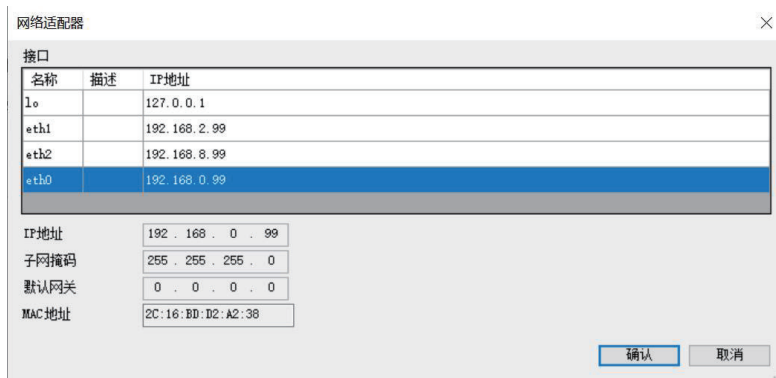 网络适配器
接口
名称 描述 IP地址
lo 127.0.0.1
eth1 192.168.2.99
eth2 192.168.8.99
eth0 192.168.0.99
IP地址 192 . 168 . 0 . 99
子网掩码 255 . 255 . 255 . 0
默认网关 0 . 0 . 0 . 0
MAC地址 2C:16:BD:D2:A2:38
确认 取消